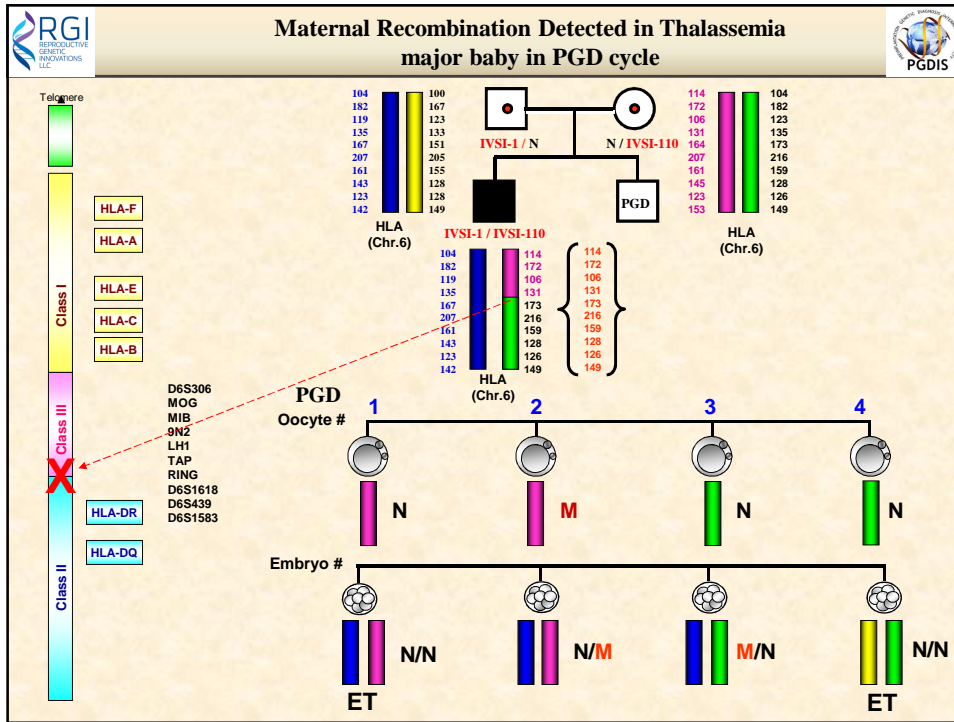 RGI
REPRODUCTIVE
GENETIC
INNOVATIONS
LLC
Maternal Recombination Detected in Thalassemia
major baby in PGD cycle
PGDIS
Telomere
Class I
Class III
Class II
HLA-F
HLA-A
HLA-E
HLA-C
HLA-B
X
HLA-DR
HLA-DQ
D6S306
MOG
MIB
9N2
LH1
TAP
RING
D6S1618
D6S439
D6S1583
104 100
182 167
119 123
135 133
167 151
207 205
161 155
143 128
123 128
142 149
HLA
(Chr.6)
IVSI-1 / N
N / IVSI-110
114 104
172 182
106 123
131 135
164 173
207 216
161 159
145 128
123 126
153 149
HLA
(Chr.6)
PGD
IVSI-1 / IVSI-110
104 114 114
182 172 172
119 106 106
135 131 131
167 173 173
207 216 216
161 159 159
143 128 128
123 126 126
142 149 149
HLA
(Chr.6)
PGD
Oocyte #
1 2 3 4
N M N N
Embryo #
N/N N/M M/N N/N
ET ET